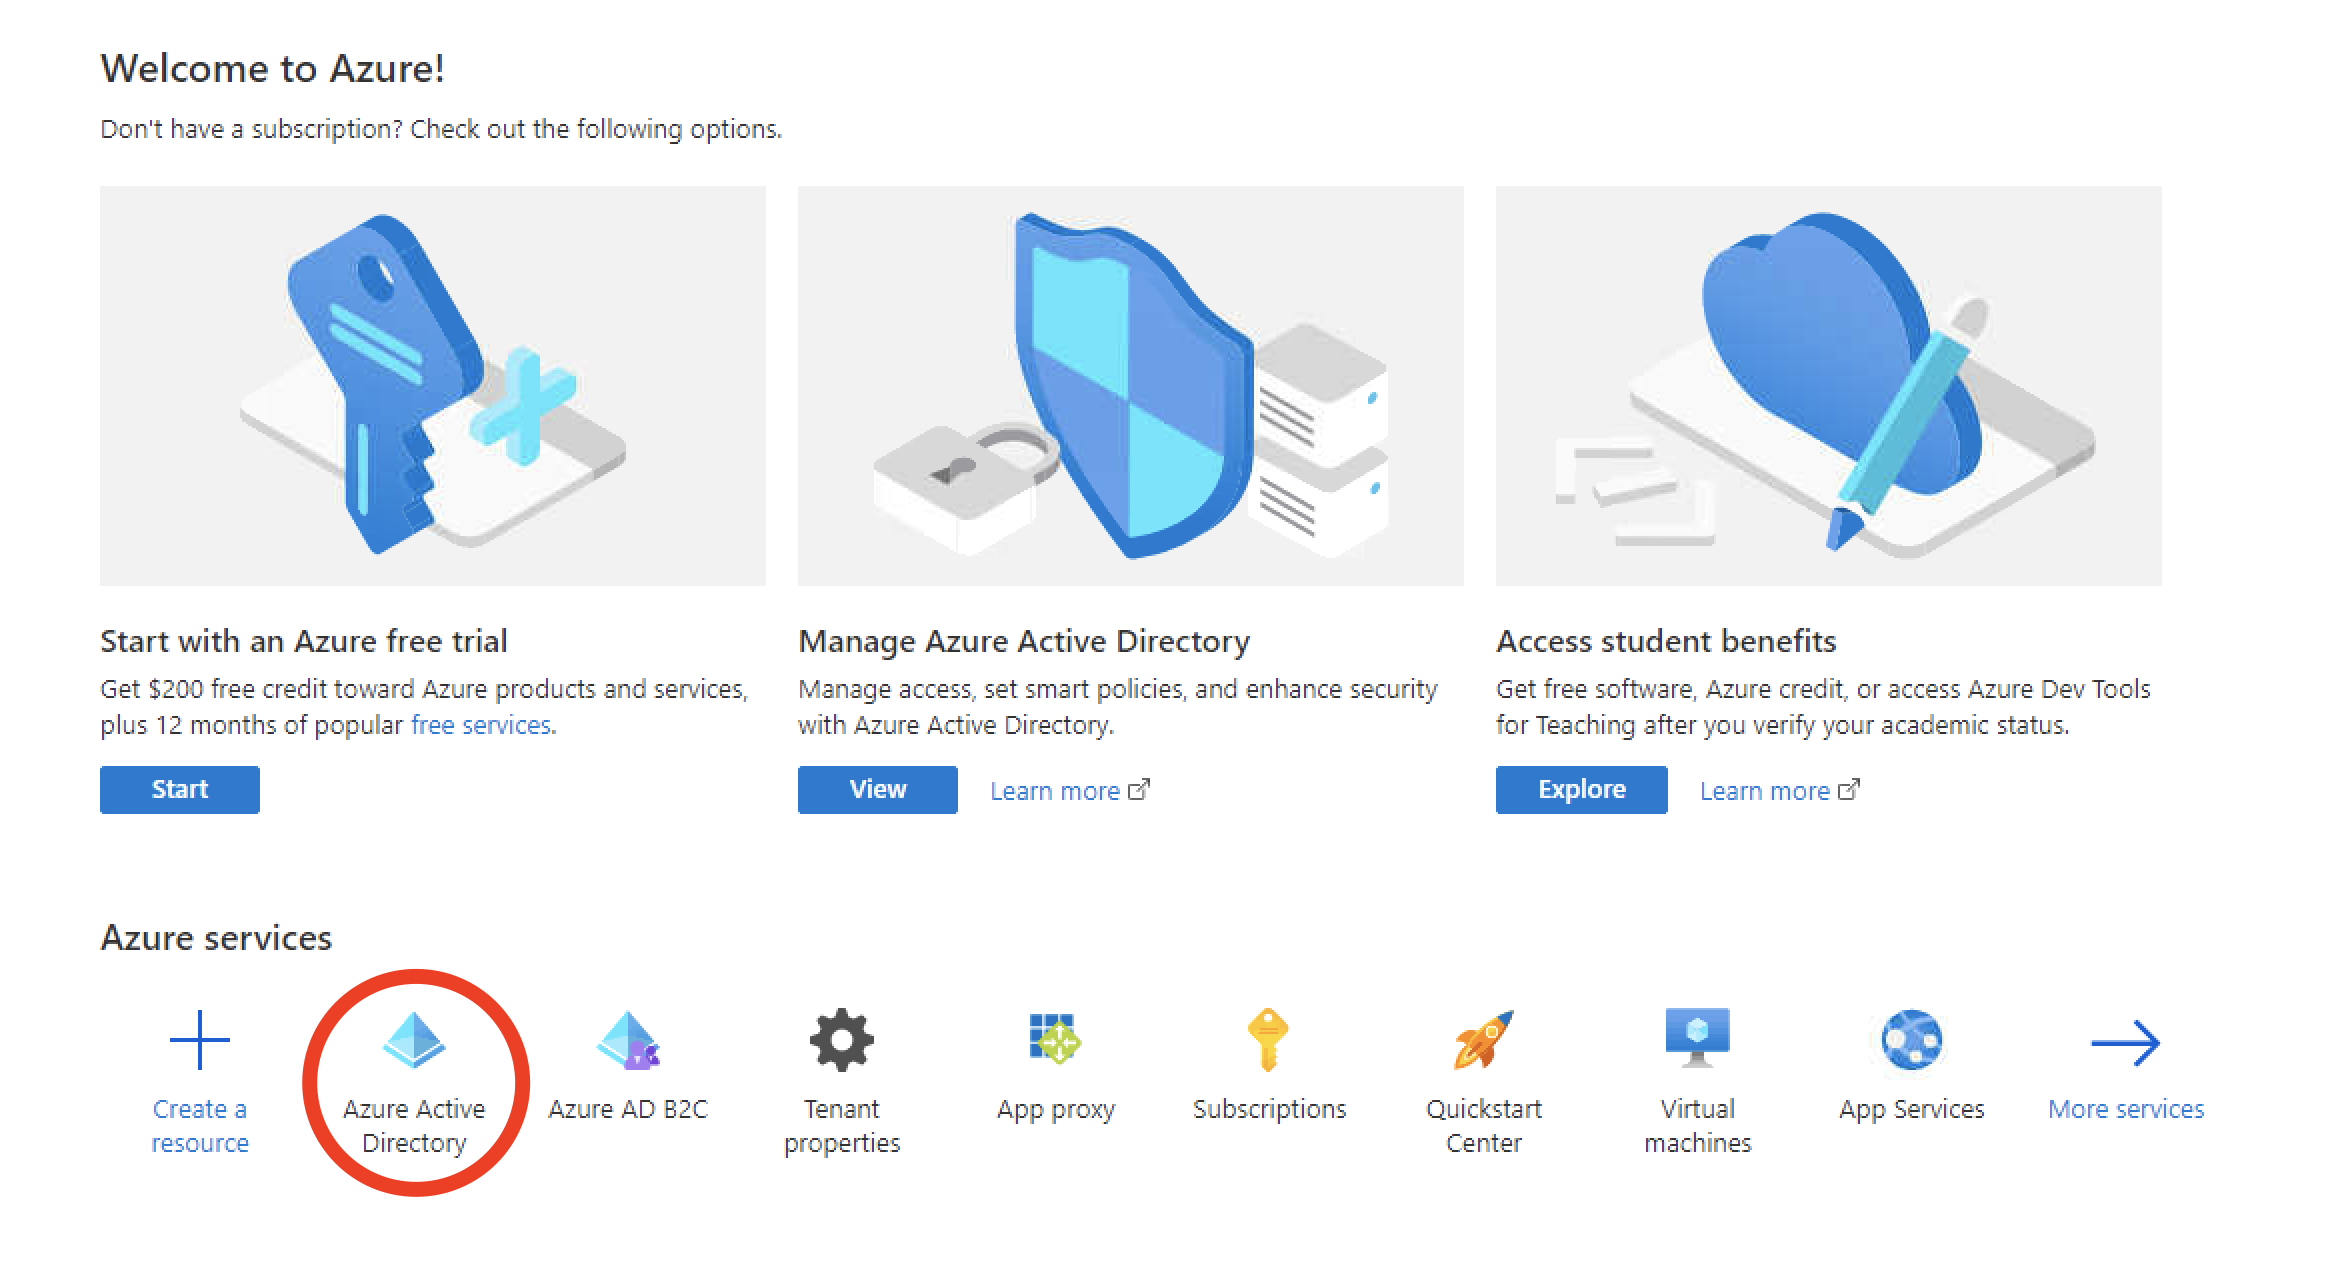 Welcome to Azure!
Don't have a subscription? Check out the following options.
Start with an Azure free trial
Get $200 free credit toward Azure products and services,
plus 12 months of popular free services.
Start
Manage Azure Active Directory
Manage access, set smart policies, and enhance security
with Azure Active Directory.
View
Learn more
Access student benefits
Get free software, Azure credit, or access Azure Dev Tools
for Teaching after you verify your academic status.
Explore
Learn more
Azure services
Create a
resource
Azure Active
Directory
Azure AD B2C
Tenant
properties
App proxy
Subscriptions
Quickstart
Center
Virtual
machines
App Services
More services